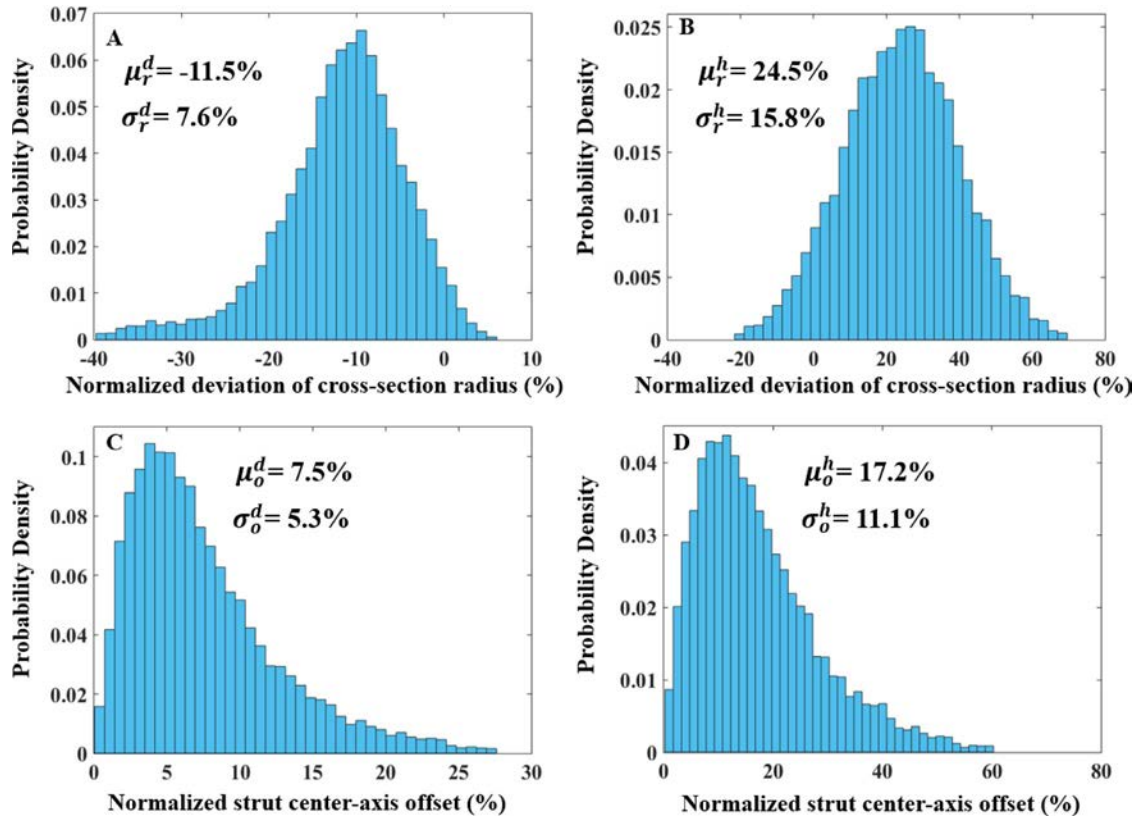 A
μ_r^d = -11.5%
σ_r^d = 7.6%
Probability Density
0.07
0.06
0.05
0.04
0.03
0.02
0.01
0
-40 -30 -20 -10 0 10
Normalized deviation of cross-section radius (%)
B
μ_r^h = 24.5%
σ_r^h = 15.8%
Probability Density
0.025
0.02
0.015
0.01
0.005
0
-40 -20 0 20 40 60 80
Normalized deviation of cross-section radius (%)
C
μ_o^d = 7.5%
σ_o^d = 5.3%
Probability Density
0.1
0.08
0.06
0.04
0.02
0
0 5 10 15 20 25 30
Normalized strut center-axis offset (%)
D
μ_o^h = 17.2%
σ_o^h = 11.1%
Probability Density
0.04
0.03
0.02
0.01
0
0 20 40 60 80
Normalized strut center-axis offset (%)